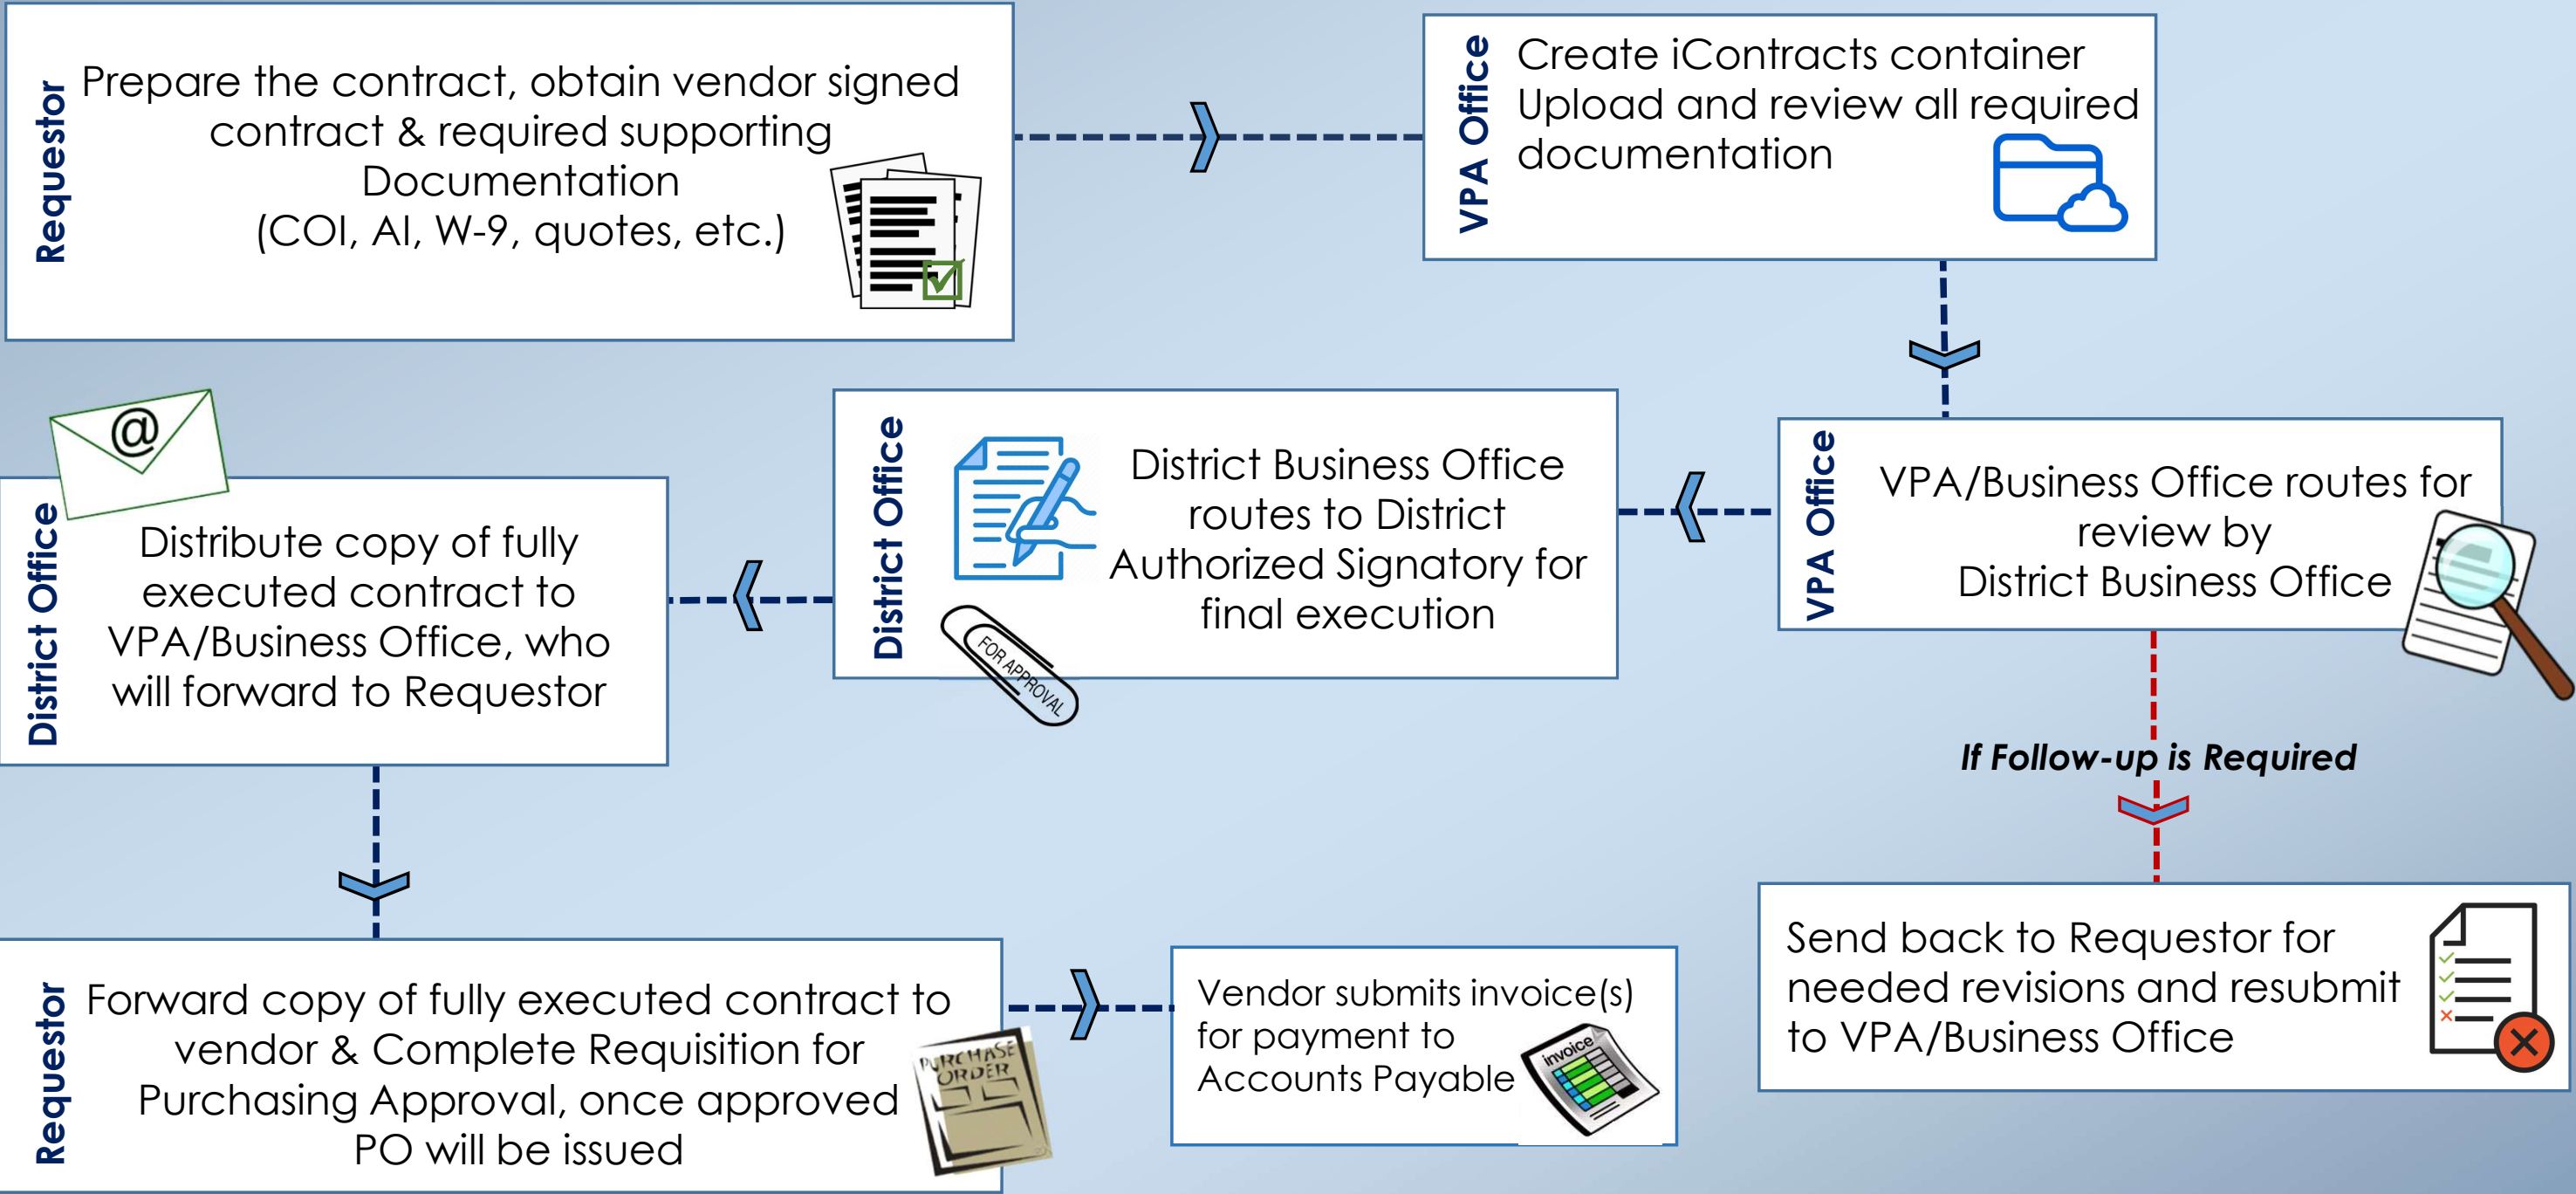 Requestor
Prepare the contract, obtain vendor signed
contract & required supporting
Documentation
(COI, AI, W-9, quotes, etc.)
VPA Office
Create iContracts container
Upload and review all required
documentation
VPA Office
VPA/Business Office routes for
review by
District Business Office
District Office
District Business Office
routes to District
Authorized Signatory for
final execution
FOR APPROVAL
@
District Office
Distribute copy of fully
executed contract to
VPA/Business Office, who
will forward to Requestor
If Follow-up is Required
Send back to Requestor for
needed revisions and resubmit
to VPA/Business Office
Requestor
Forward copy of fully executed contract to
vendor & Complete Requisition for
Purchasing Approval, once approved
PO will be issued
PURCHASE
ORDER
Vendor submits invoice(s)
for payment to
Accounts Payable
invoice